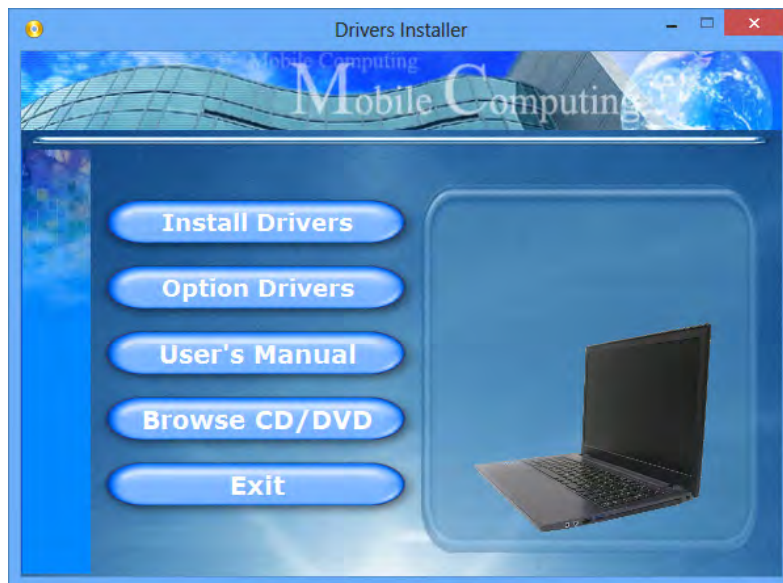 Drivers Installer
Mobile Computing
Mobile Computing
Install Drivers
Option Drivers
User's Manual
Browse CD/DVD
Exit